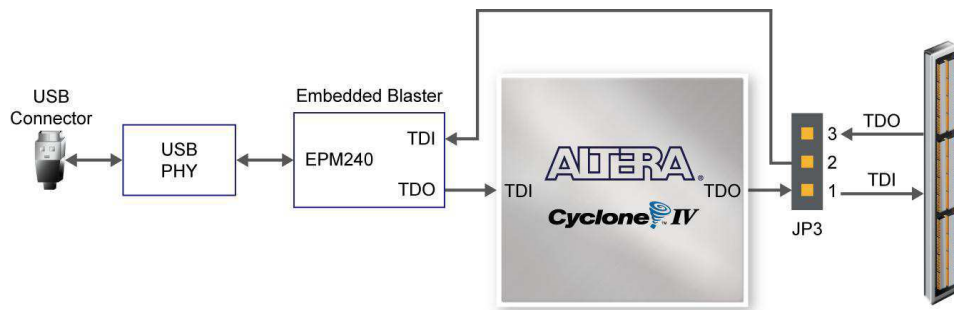 USB
Connector
USB
PHY
Embedded Blaster
TDI
EPM240
TDO
TDI
ALTERA®
Cyclone™ IV
TDO
3
2
1
JP3
TDO
TDI